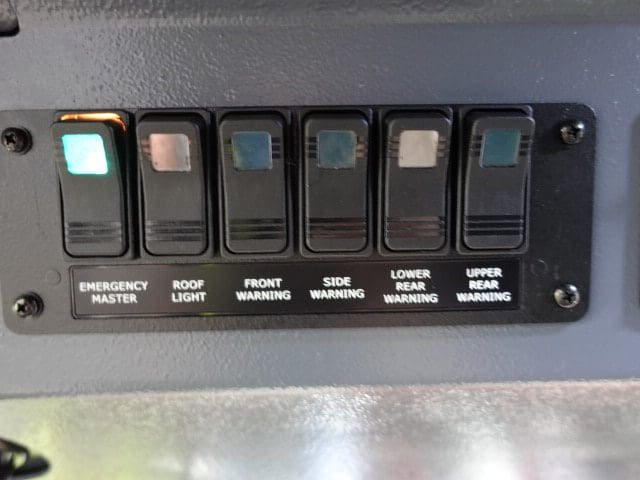 EMERGENCY
MASTER
ROOF
LIGHT
FRONT
WARNING
SIDE
WARNING
LOWER
REAR
WARNING
UPPER
REAR
WARNING